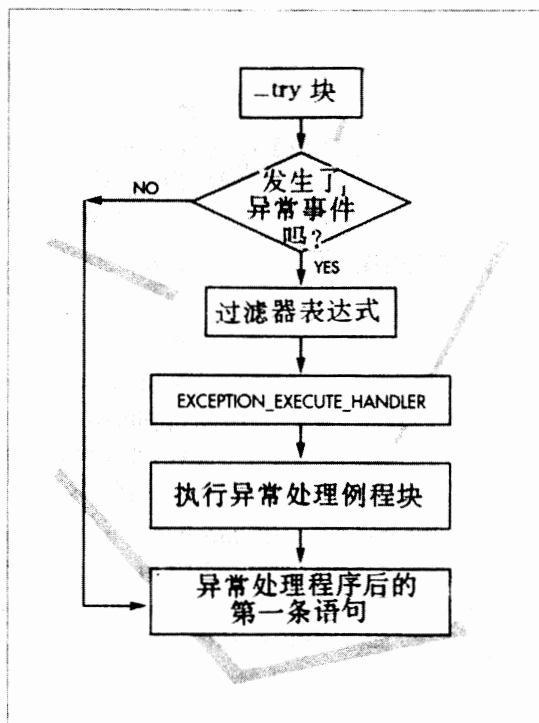 _try 块
发生了
异常事件
吗?
NO
YES
过滤器表达式
EXCEPTION_EXECUTE_HANDLER
执行异常处理例程块
异常处理程序后的
第一条语句